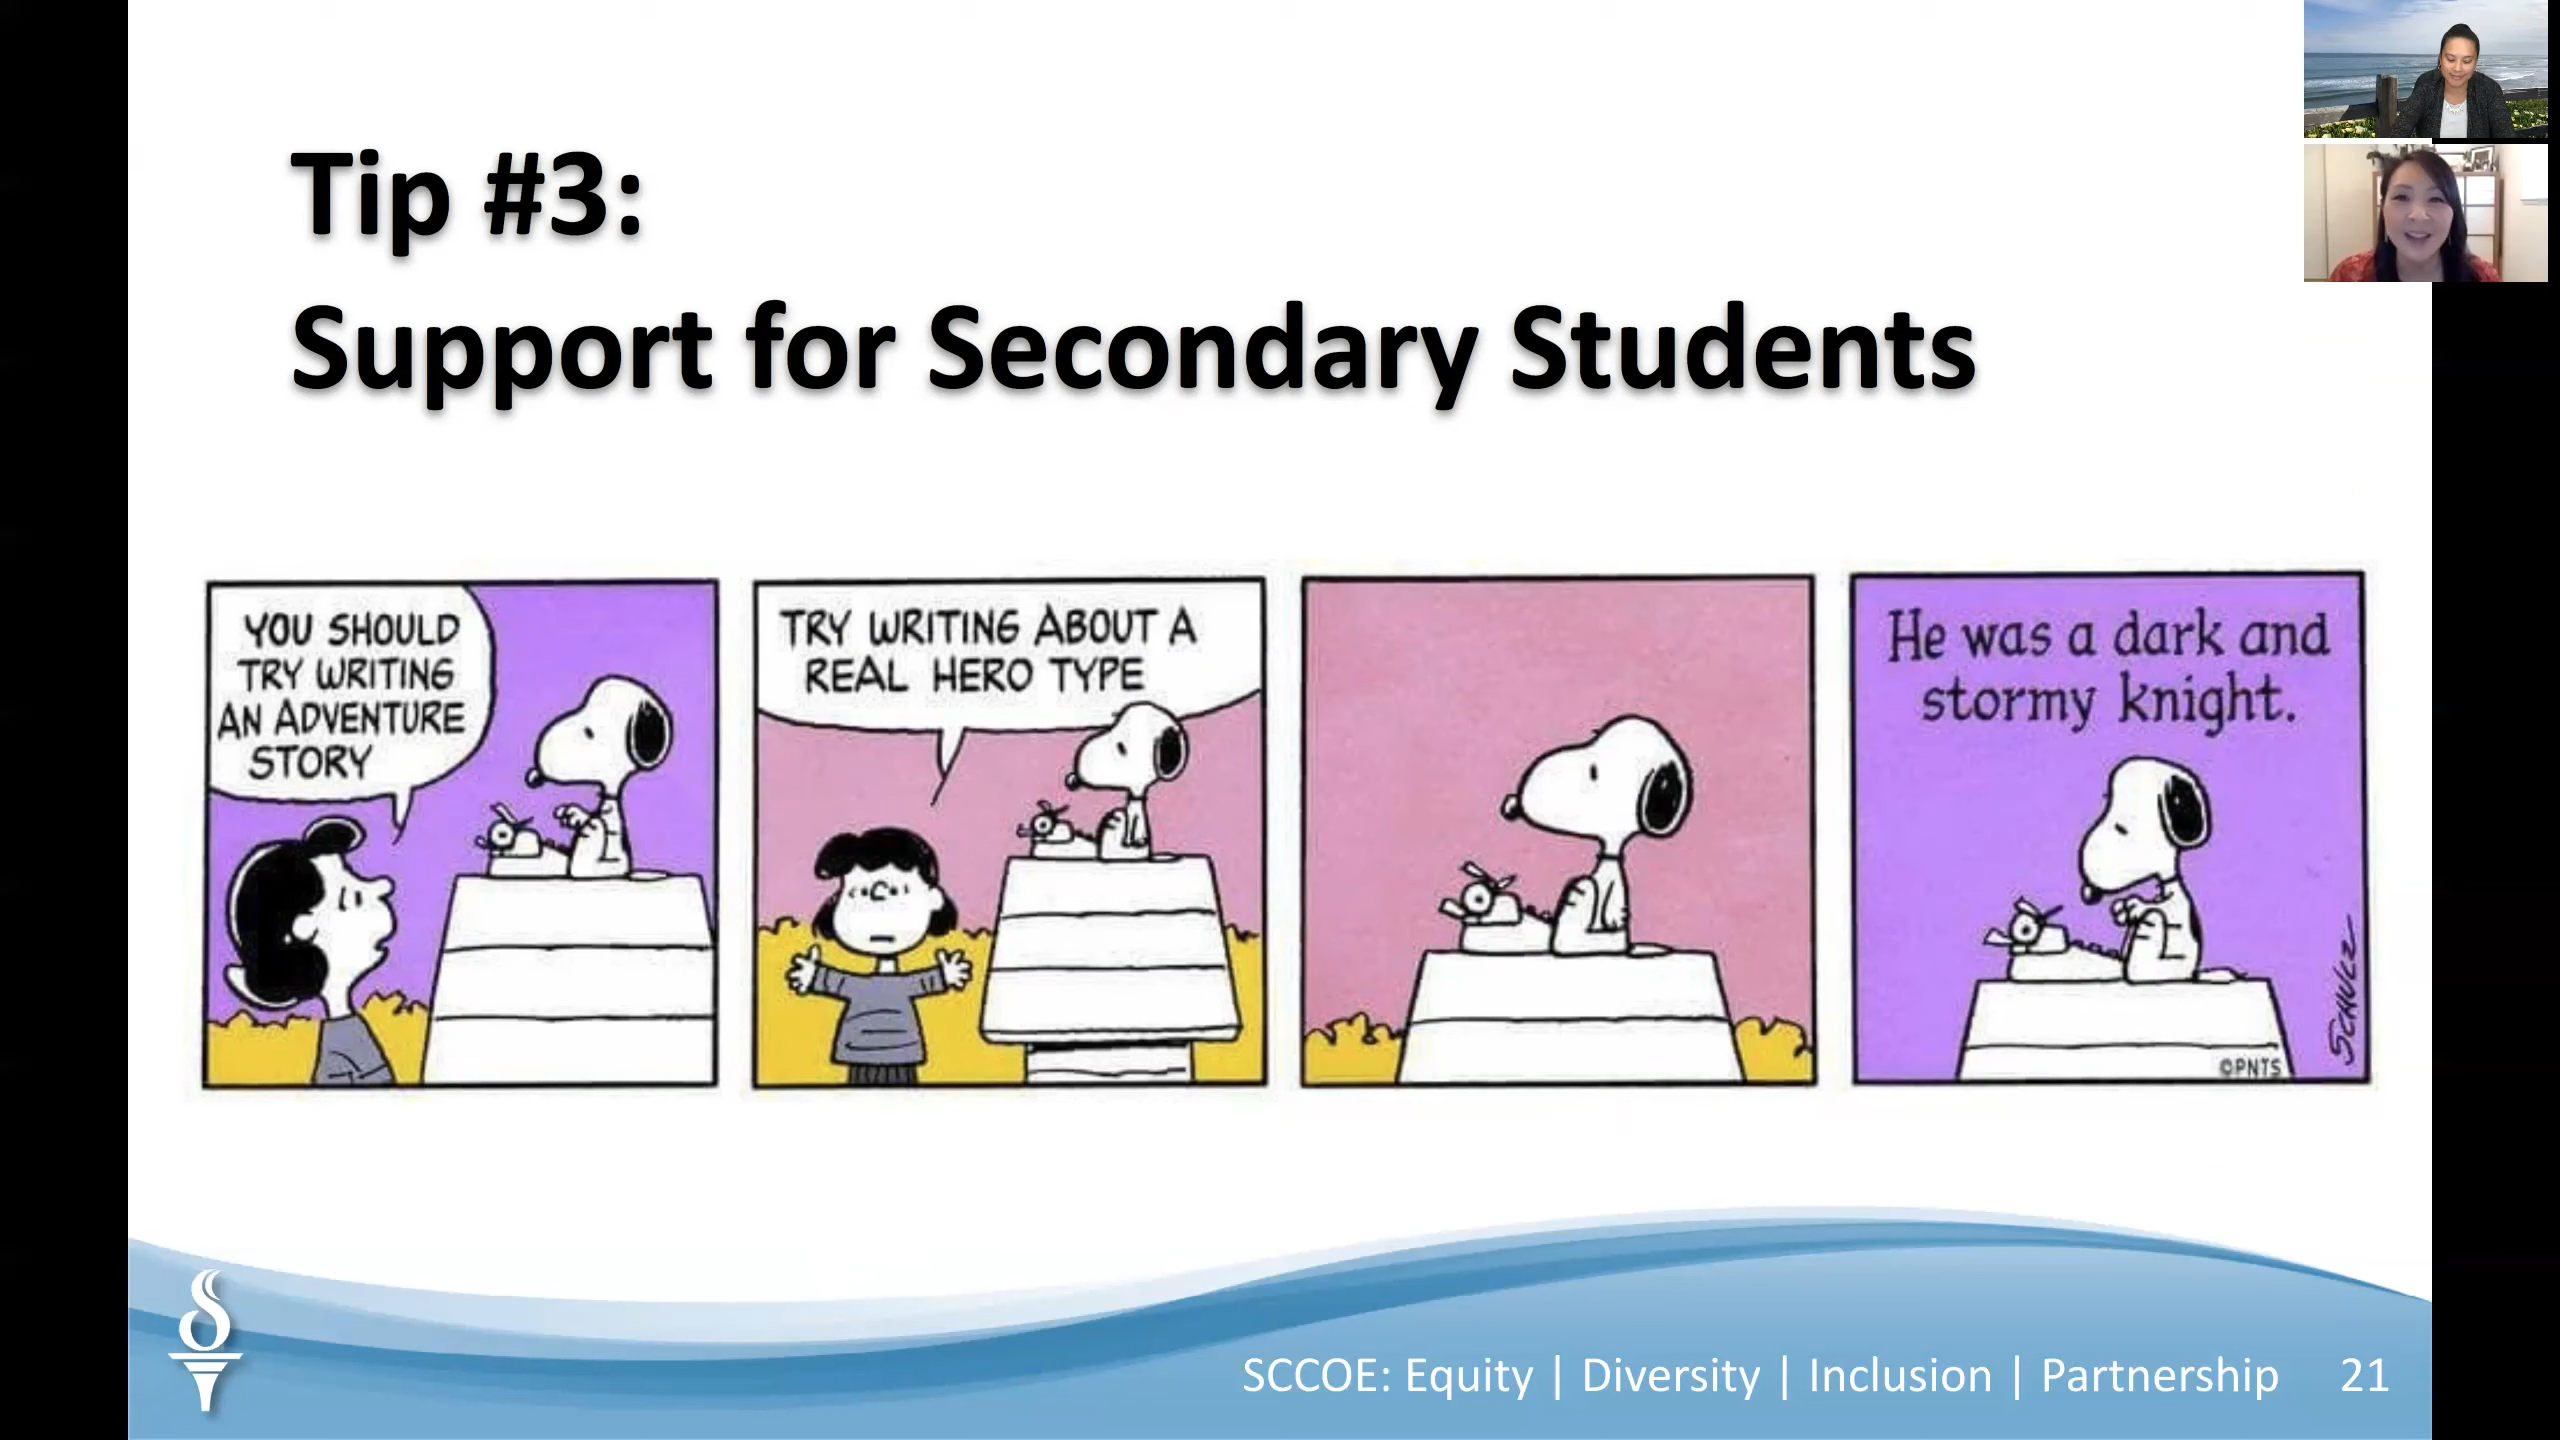 Tip #3:
Support for Secondary Students
YOU SHOULD
TRY WRITING
AN ADVENTURE
STORY
TRY WRITING ABOUT A
REAL HERO TYPE
He was a dark and
stormy knight.
SCHULZ
©PNTS
SCCOE: Equity | Diversity | Inclusion | Partnership 21